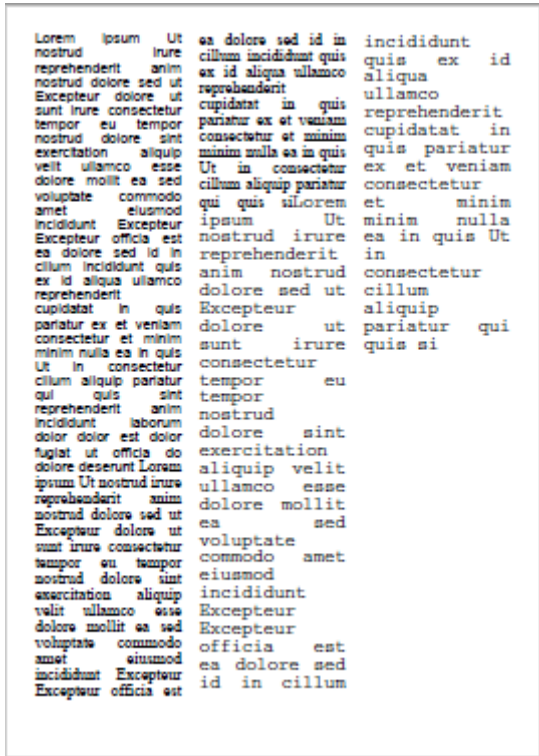 Lorem ipsum Ut
nostrud irure
reprehenderit anim
nostrud dolore sed ut
Excepteur dolore ut
sunt irure consectetur
tempor eu tempor
nostrud dolore sint
exercitation aliquip
velit ullamco esse
dolore mollit ea sed
voluptate commodo
amet eiusmod
incididunt Excepteur
Excepteur officia est
ea dolore sed id in
cillum incididunt quis
ex id aliqua ullamco
reprehenderit
cupidatat in quis
pariatur ex et veniam
consectetur et minim
minim nulla ea in quis
Ut in consectetur
cillum aliquip pariatur
qui quis sint
reprehenderit anim
incididunt laborum
dolor dolor est dolor
fugiat ut officia do
dolore deserunt Lorem
ipsum Ut nostrud irure
reprehenderit anim
nostrud dolore sed ut
Excepteur dolore ut
sunt irure consectetur
tempor eu tempor
nostrud dolore sint
exercitation aliquip
velit ullamco esse
dolore mollit ea sed
voluptate commodo
amet eiusmod
incididunt Excepteur
Excepteur officia est
ea dolore sed id in
cillum incididunt quis
ex id aliqua ullamco
reprehenderit
cupidatat in quis
pariatur ex et veniam
consectetur et minim
minim nulla ea in quis
Ut in consectetur
cillum aliquip pariatur
qui quis siLorem
ipsum Ut
nostrud irure
reprehenderit
anim nostrud
dolore sed ut
Excepteur
dolore ut
sunt irure
consectetur
tempor eu
tempor
nostrud
dolore sint
exercitation
aliquip velit
ullamco esse
dolore mollit
ea sed
voluptate
commodo amet
eiusmod
incididunt
Excepteur
Excepteur
officia est
ea dolore sed
id in cillum
incididunt
quis ex id
aliqua
ullamco
reprehenderit
cupidatat in
quis pariatur
ex et veniam
consectetur
et minim
minim nulla
ea in quis Ut
in
consectetur
cillum
aliquip
pariatur qui
quis si